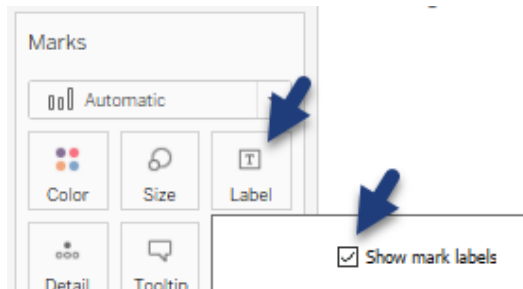 Marks
Automatic
Color Size Label
Show mark labels
Detail Tooltip